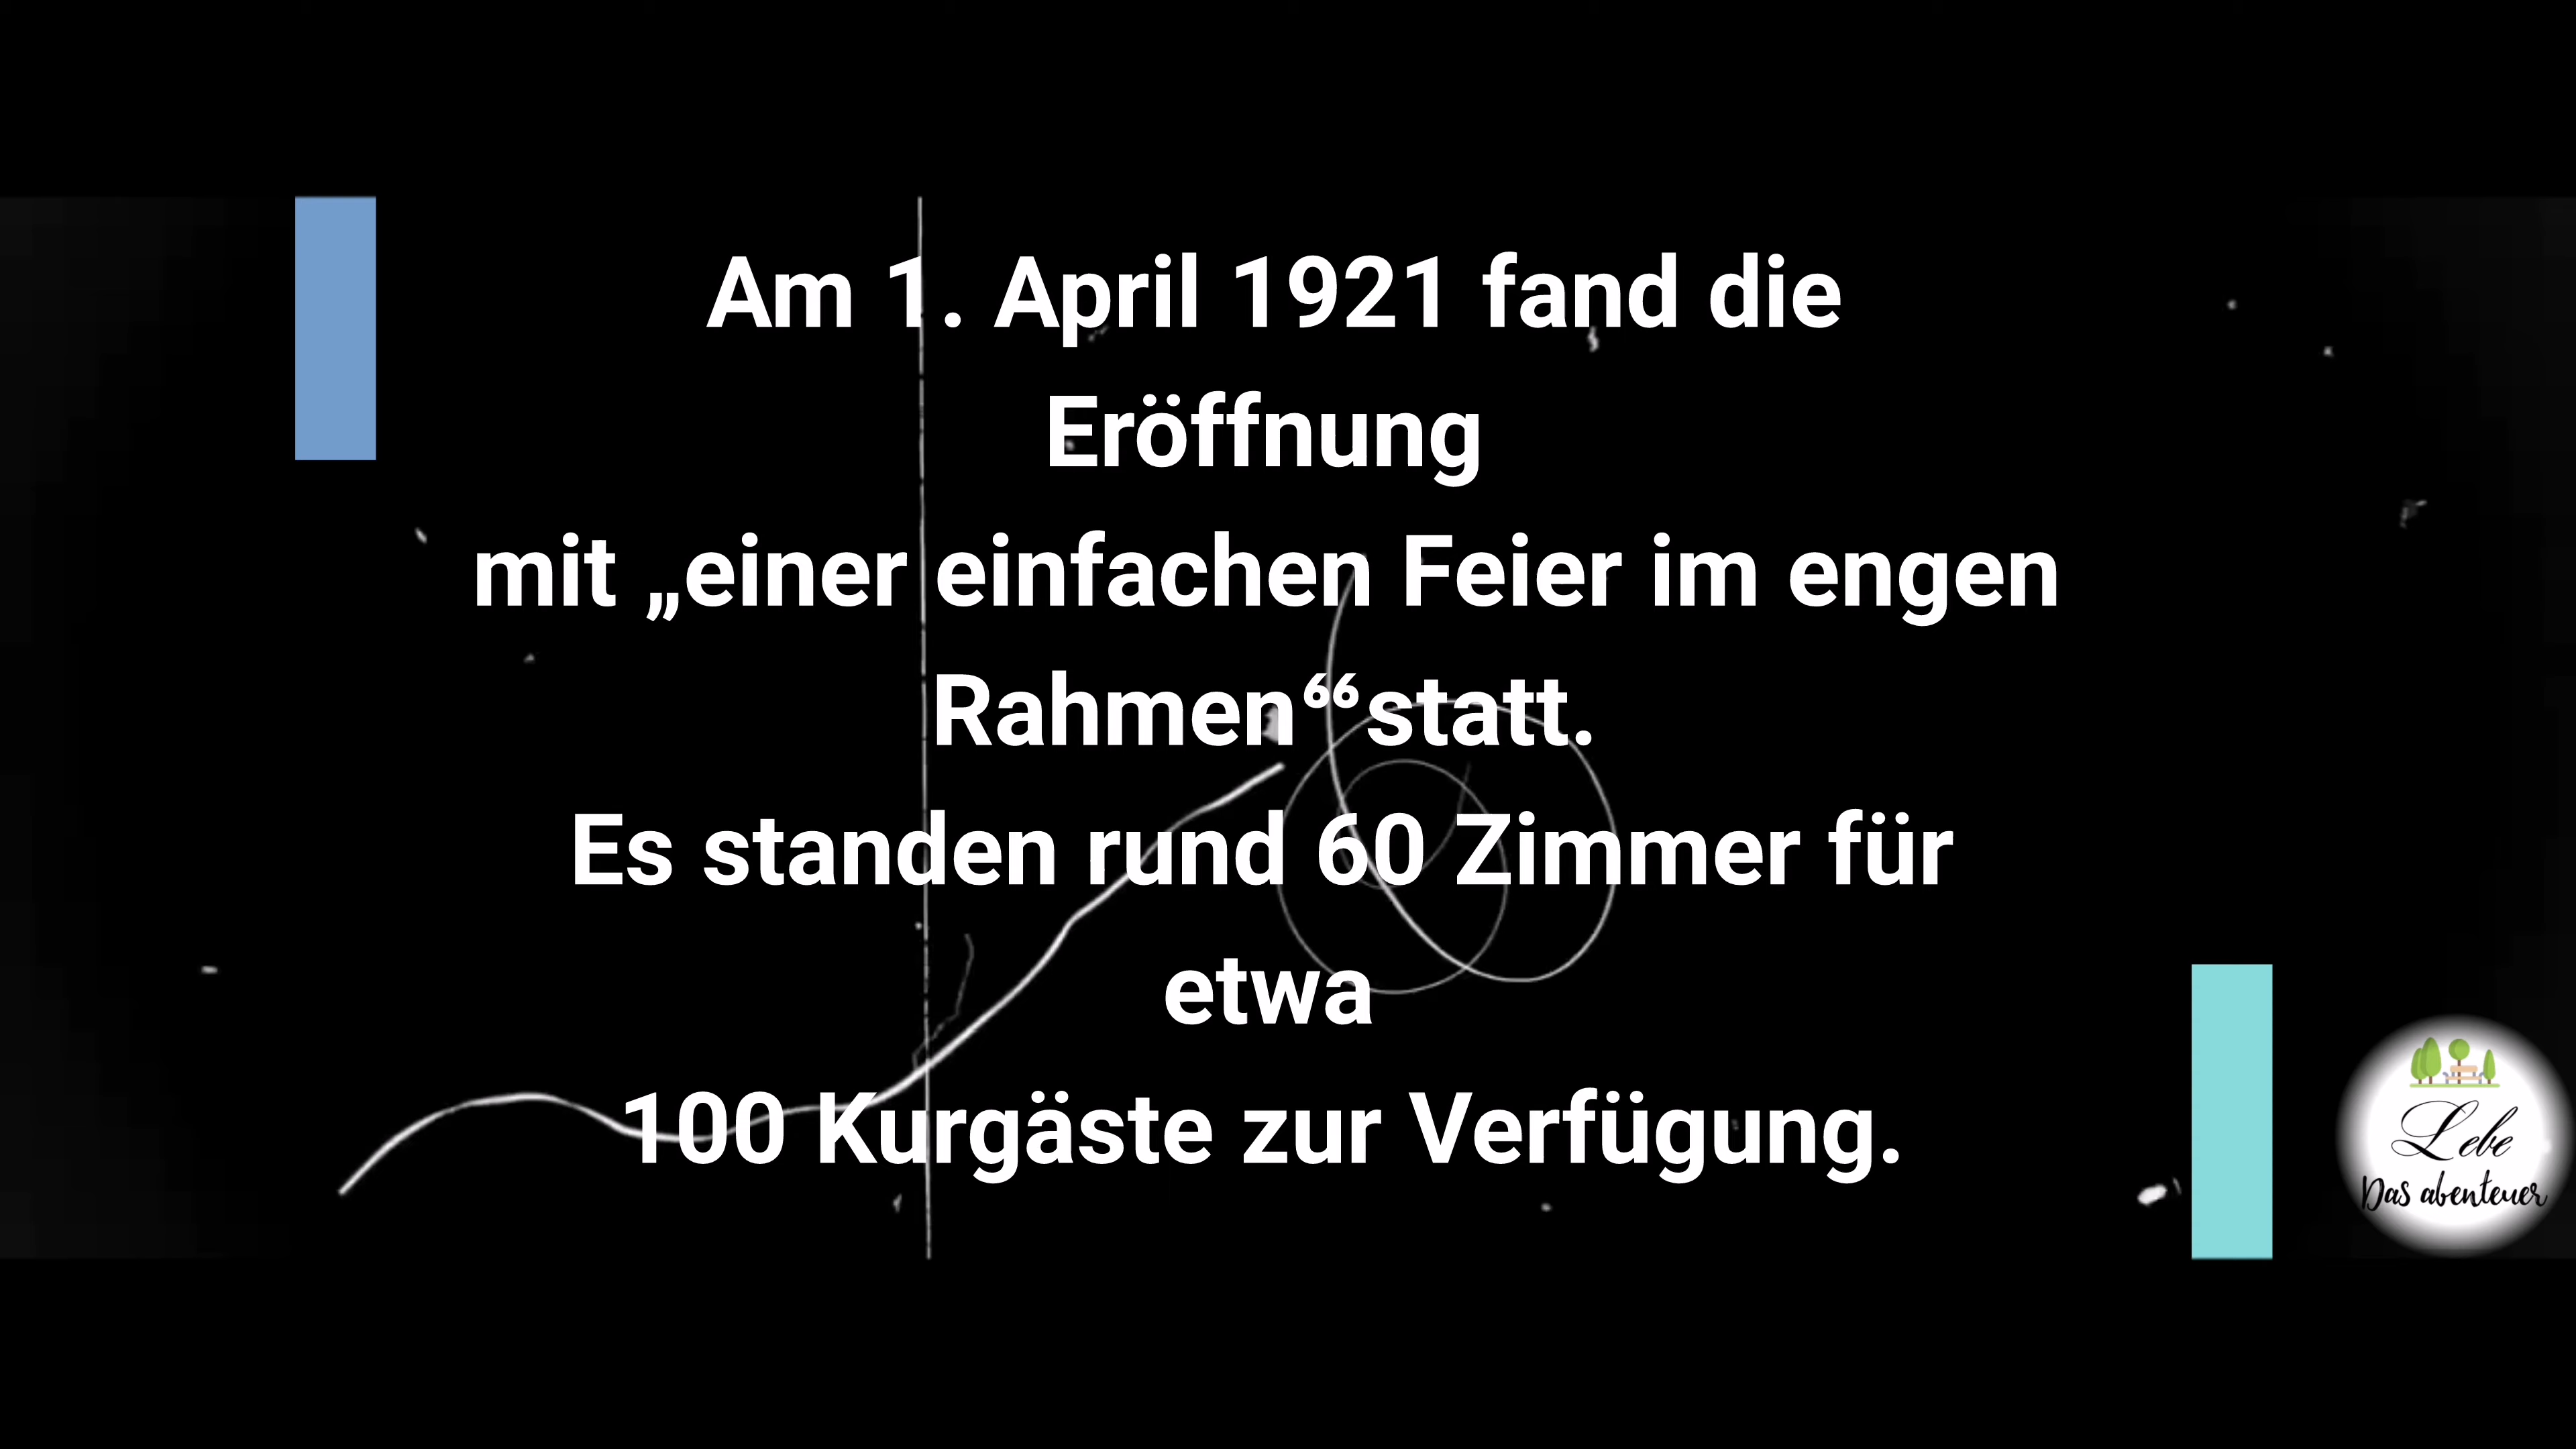 Am 1. April 1921 fand die
Eröffnung
mit „einer einfachen Feier im engen
Rahmen“statt.
Es standen rund 60 Zimmer für
etwa
100 Kurgäste zur Verfügung.
Lebe
Das abenteuer